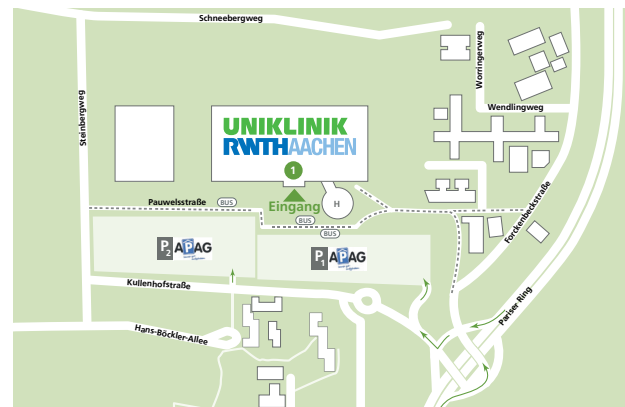 Schneebergweg
Worringerweg
Steinbergweg
Wendlingweg
UNIKLINIK
RWTHAACHEN
1
Eingang
H
Pauwelsstraße
BUS
BUS
BUS
Forckenbeckstraße
P2 APAG
P1 APAG
Kullenhofstraße
Pariser Ring
Hans-Böckler-Allee